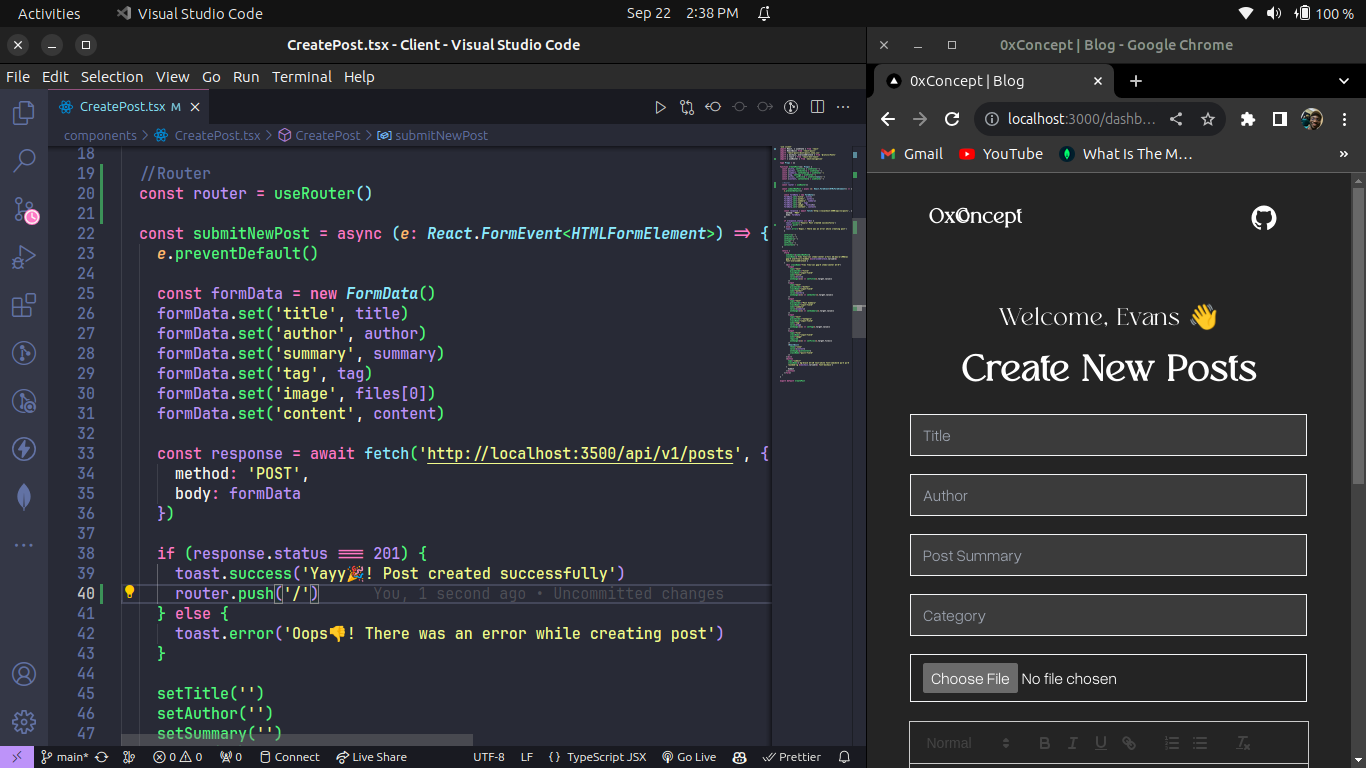 Activities Visual Studio Code Sep 22 2:38 PM 100 %
CreatePost.tsx - Client - Visual Studio Code
File Edit Selection View Go Run Terminal Help
CreatePost.tsx M
components > CreatePost.tsx > CreatePost > submitNewPost
18
19 //Router
20 const router = useRouter()
21
22 const submitNewPost = async (e: React.FormEvent<HTMLFormElement>) => {
23 e.preventDefault()
24
25 const formData = new FormData()
26 formData.set('title', title)
27 formData.set('author', author)
28 formData.set('summary', summary)
29 formData.set('tag', tag)
30 formData.set('image', files[0])
31 formData.set('content', content)
32
33 const response = await fetch('http://localhost:3500/api/v1/posts', {
34 method: 'POST',
35 body: formData
36 })
37
38 if (response.status === 201) {
39 toast.success('Yayy🎉! Post created successfully')
40 router.push('/') You, 1 second ago • Uncommitted changes
41 } else {
42 toast.error('Oops👎! There was an error while creating post')
43 }
44
45 setTitle('')
46 setAuthor('')
47 setSummary('')
main* 0 0 0 Connect Live Share UTF-8 LF {} TypeScript JSX Go Live Prettier
0xConcept | Blog - Google Chrome
0xConcept | Blog
localhost:3000/dashb…
Gmail YouTube What Is The M… »
0xConcept
Welcome, Evans 👋
Create New Posts
Title
Author
Post Summary
Category
Choose File No file chosen
Normal B I U